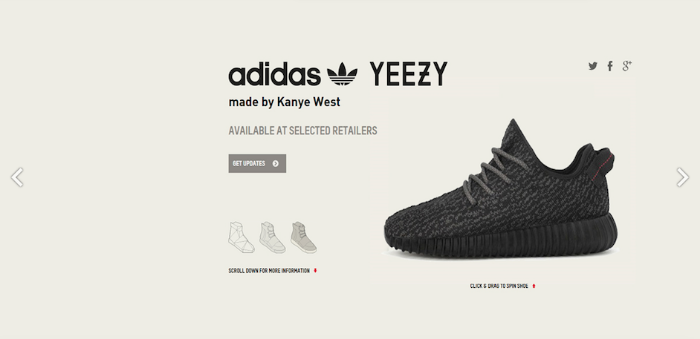 adidas YEEZY
made by Kanye West
AVAILABLE AT SELECTED RETAILERS
GET UPDATES
SCROLL DOWN FOR MORE INFORMATION
CLICK & DRAG TO SPIN SHOE